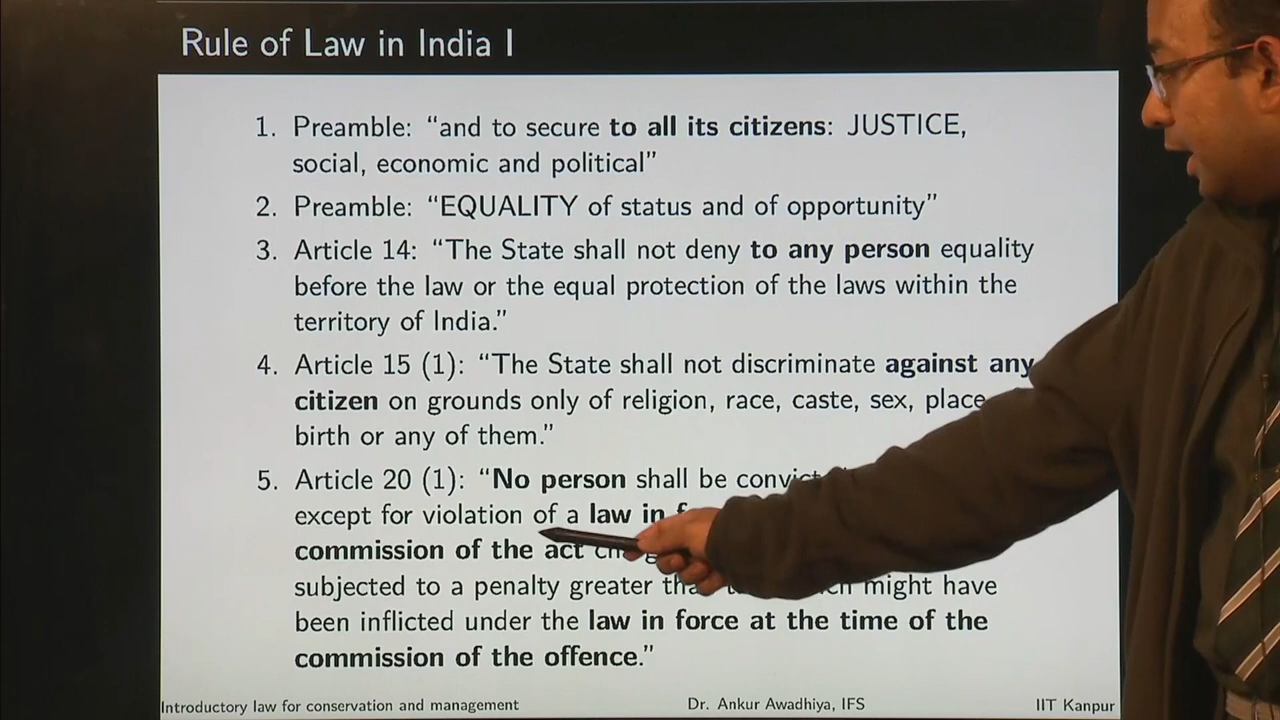 Rule of Law in India I
1. Preamble: “and to secure to all its citizens: JUSTICE,
social, economic and political”
2. Preamble: “EQUALITY of status and of opportunity”
3. Article 14: “The State shall not deny to any person equality
before the law or the equal protection of the laws within the
territory of India.”
4. Article 15 (1): “The State shall not discriminate against any
citizen on grounds only of religion, race, caste, sex, place
birth or any of them.”
5. Article 20 (1): “No person shall be
except for violation of a law in
commission of the act
subjected to a penalty greater might have
been inflicted under the law in force at the time of the
commission of the offence.”
Introductory law for conservation and management Dr. Ankur Awadhiya, IFS IIT Kanpur